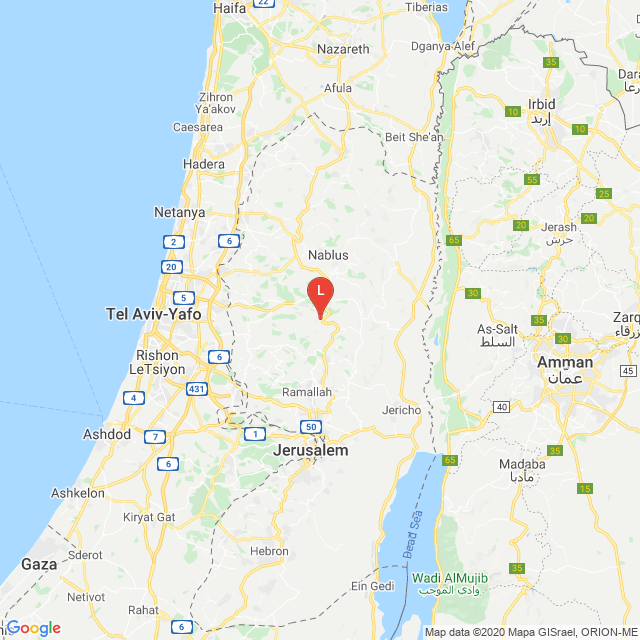 Haifa
22
Tiberias
Dganya Alef
Nazareth
Afula
Zihron
Ya'akov
Caesarea
Hadera
Beit She'an
35
10
Irbid
إربد
10
35
55
25
20
20
Jerash
جرش
Netanya
2
6
20
Nablus
65
5
30
L
Tel Aviv-Yafo
35
30
As-Salt
السلط
Rishon
LeTsiyon
6
Amman
عمان
45
431
4
Ramallah
Jericho
40
Ashdod
7
1
50
Jerusalem
35
6
65
Madaba
مادبا
15
Ashkelon
Kiryat Gat
Dead Sea
Hebron
Gaza
Sderot
Netivot
Ein Gedi
Wadi AlMujib
وادي الموجب
35
Rahat
6
65
Google
Map data ©2020 Mapa GISrael, ORION-ME